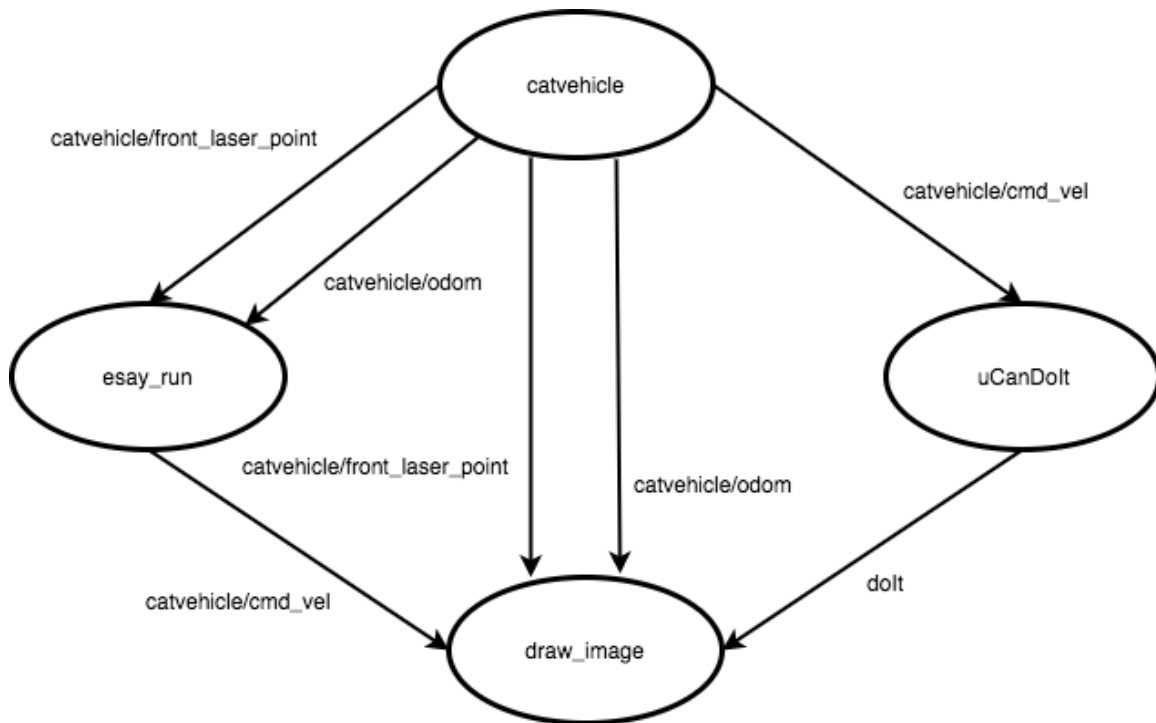 catvehicle
catvehicle/front_laser_point
catvehicle/cmd_vel
catvehicle/odom
esay_run
uCanDoIt
catvehicle/front_laser_point
catvehicle/odom
doIt
catvehicle/cmd_vel
draw_image